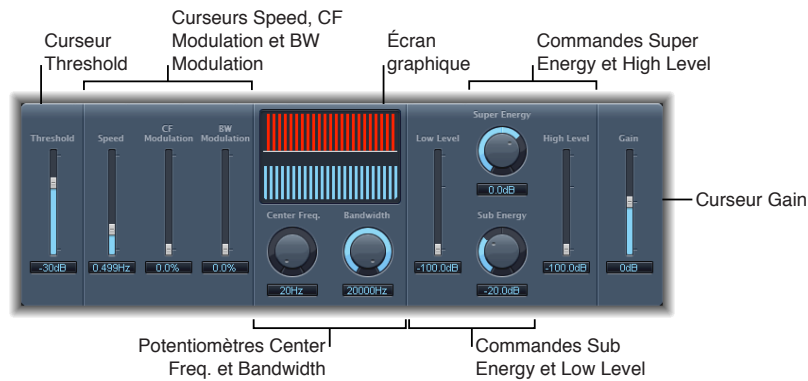 Curseur
Threshold
Curseurs Speed, CF
Modulation et BW
Modulation
Écran
graphique
Commandes Super
Energy et High Level
Threshold
Speed
CF
Modulation
BW
Modulation
Low Level
Super Energy
High Level
Gain
0.0dB
Center Freq.
Bandwidth
Sub Energy
-30dB
0.499Hz
0.0%
0.0%
20Hz
20000Hz
-100.0dB
-20.0dB
-100.0dB
0dB
Curseur Gain
Potentiomètres Center
Freq. et Bandwidth
Commandes Sub
Energy et Low Level